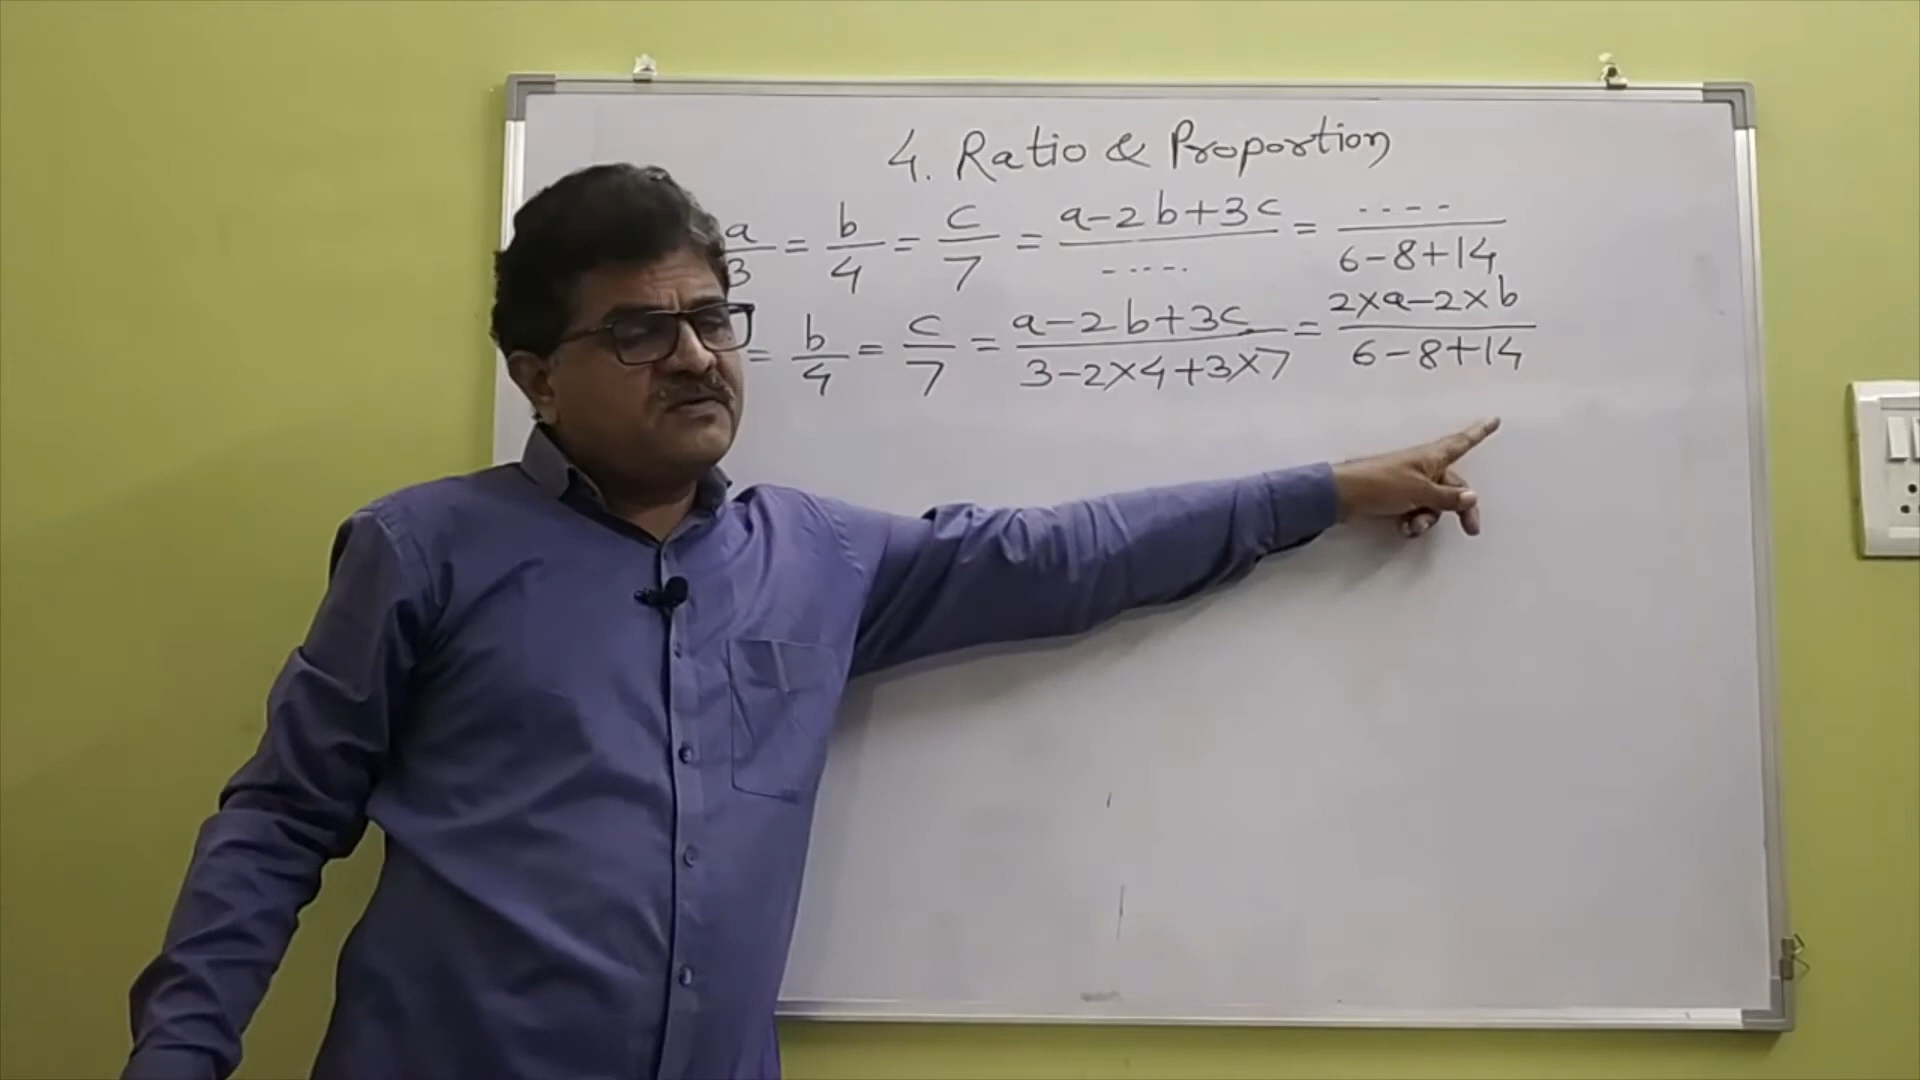 4. Ratio & Proportion
a/3 = b/4 = c/7 = a-2b+3c/..... = ..../6-8+14
= b/4 = c/7 = a-2b+3c/3-2×4+3×7 = 2×a-2×b/6-8+14